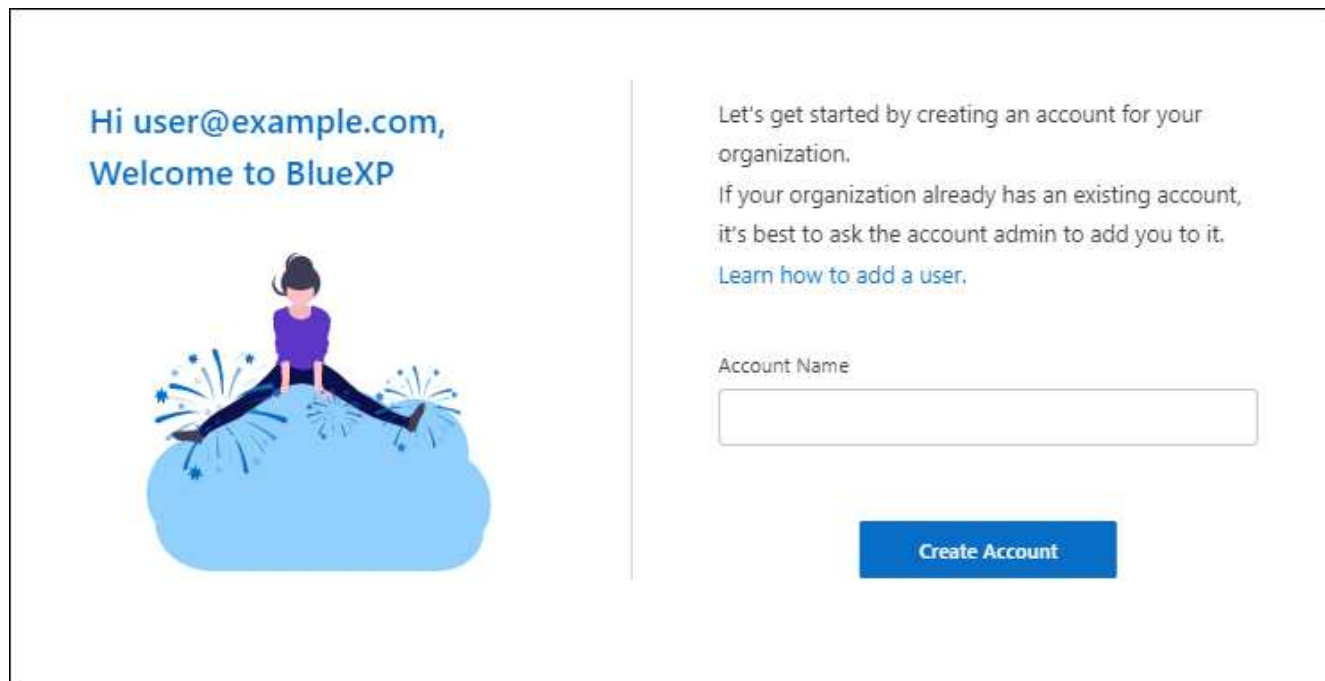 Hi user@example.com,
Welcome to BlueXP
Let's get started by creating an account for your
organization.
If your organization already has an existing account,
it's best to ask the account admin to add you to it.
Learn how to add a user.
Account Name
Create Account